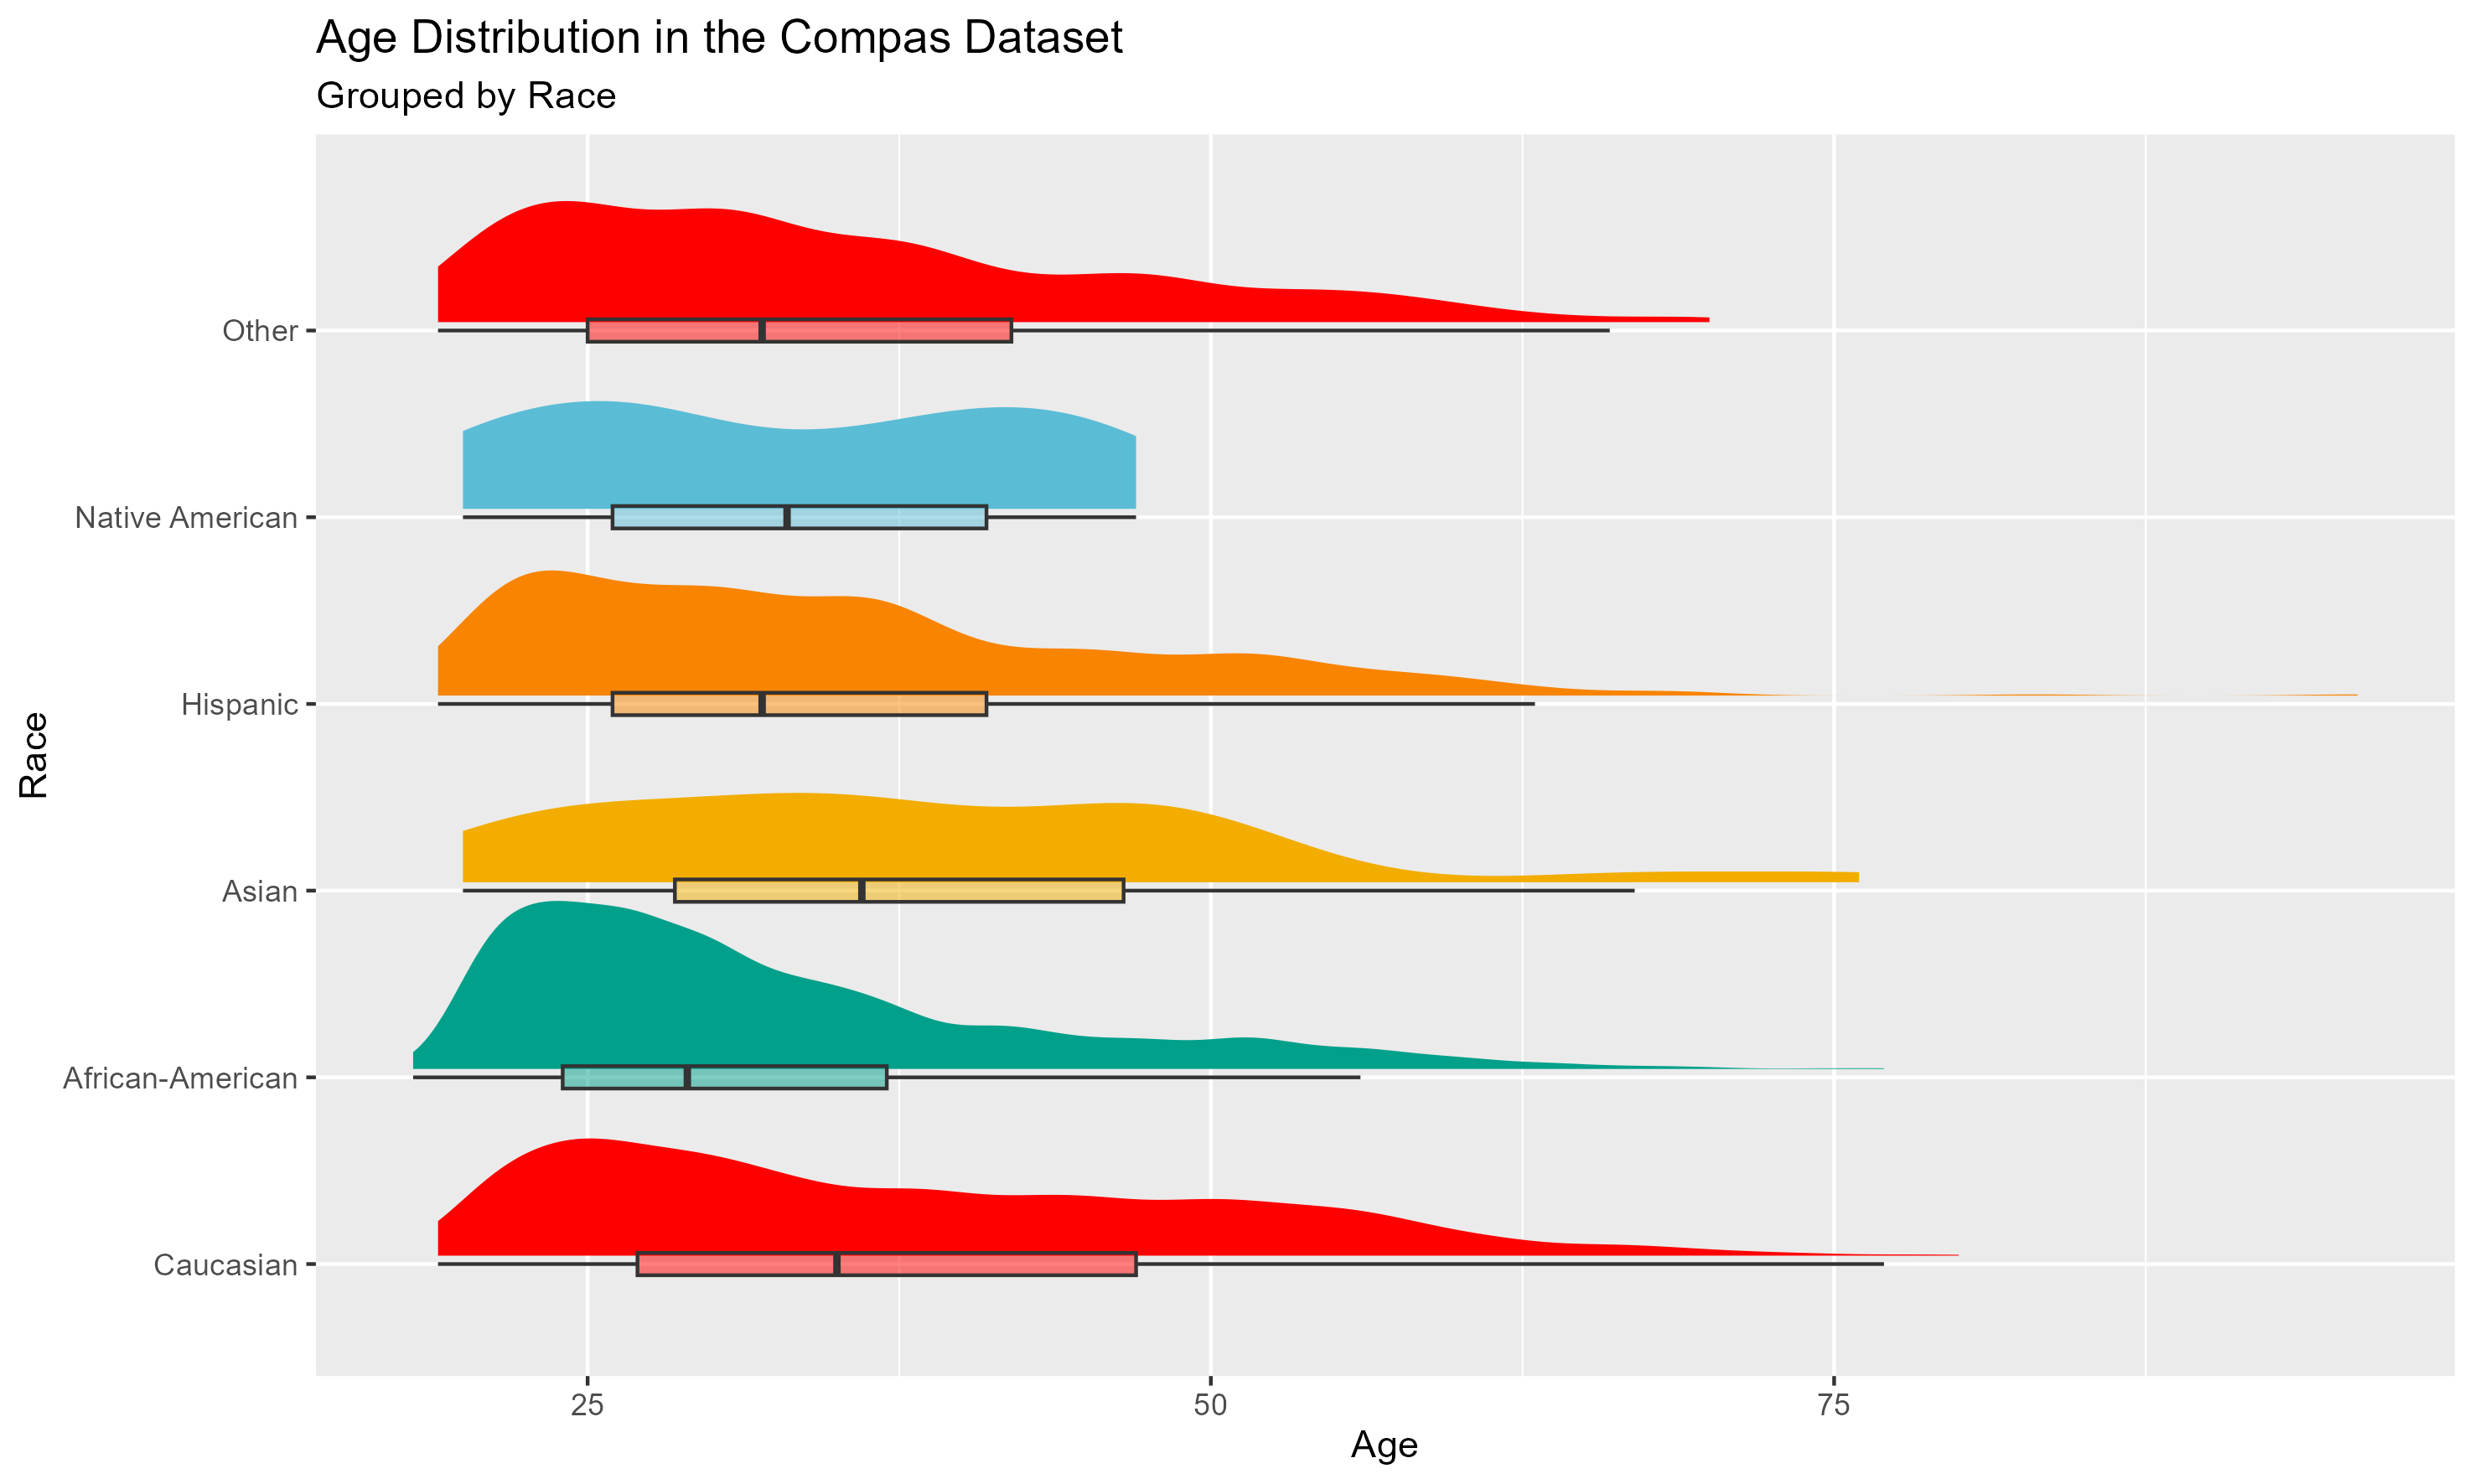 Age Distribution in the Compas Dataset
Grouped by Race
Race
Other
Native American
Hispanic
Asian
African-American
Caucasian
25 50 75
Age